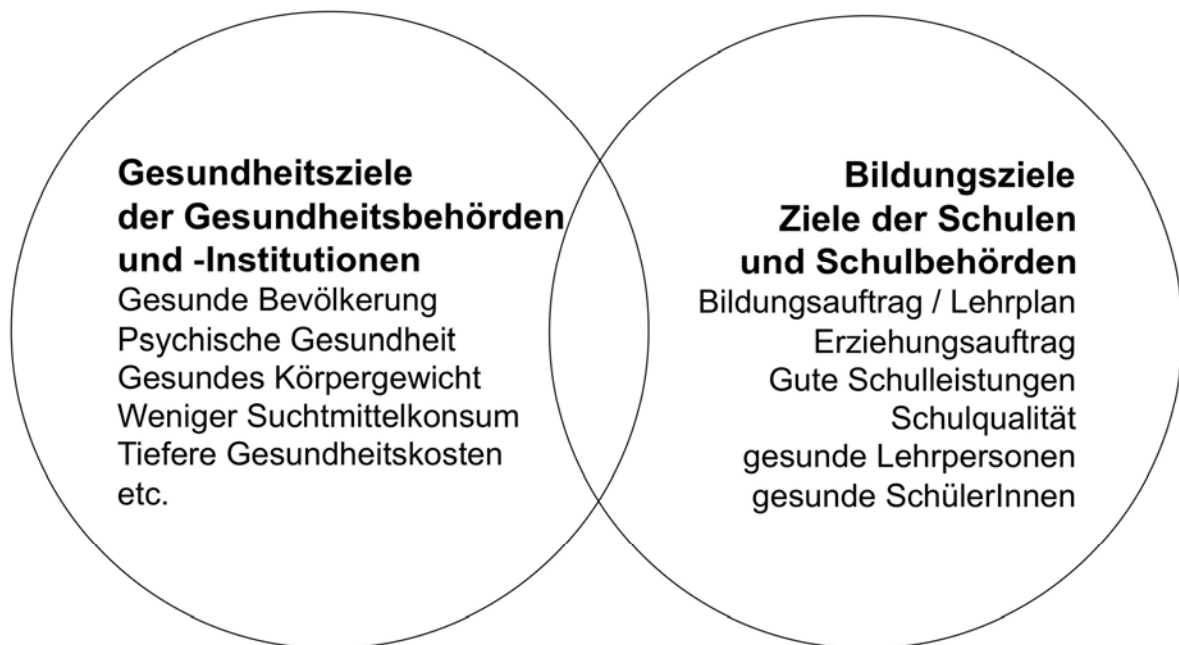 Gesundheitsziele
der Gesundheitsbehörden
und -Institutionen
Gesunde Bevölkerung
Psychische Gesundheit
Gesundes Körpergewicht
Weniger Suchtmittelkonsum
Tiefere Gesundheitskosten
etc.
Bildungsziele
Ziele der Schulen
und Schulbehörden
Bildungsauftrag / Lehrplan
Erziehungsauftrag
Gute Schulleistungen
Schulqualität
gesunde Lehrpersonen
gesunde SchülerInnen